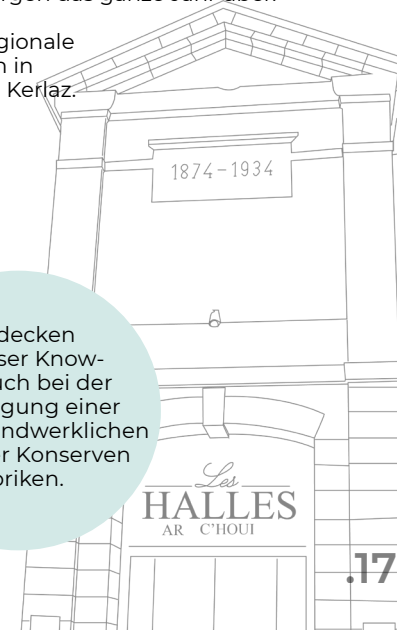 gionale
n in
Kerlaz.
1874-1934
decken
ser Know-
uch bei der
gung einer
ndwerklichen
r Konserven
riken.
Les
HALLES
AR C'HOUI
.17